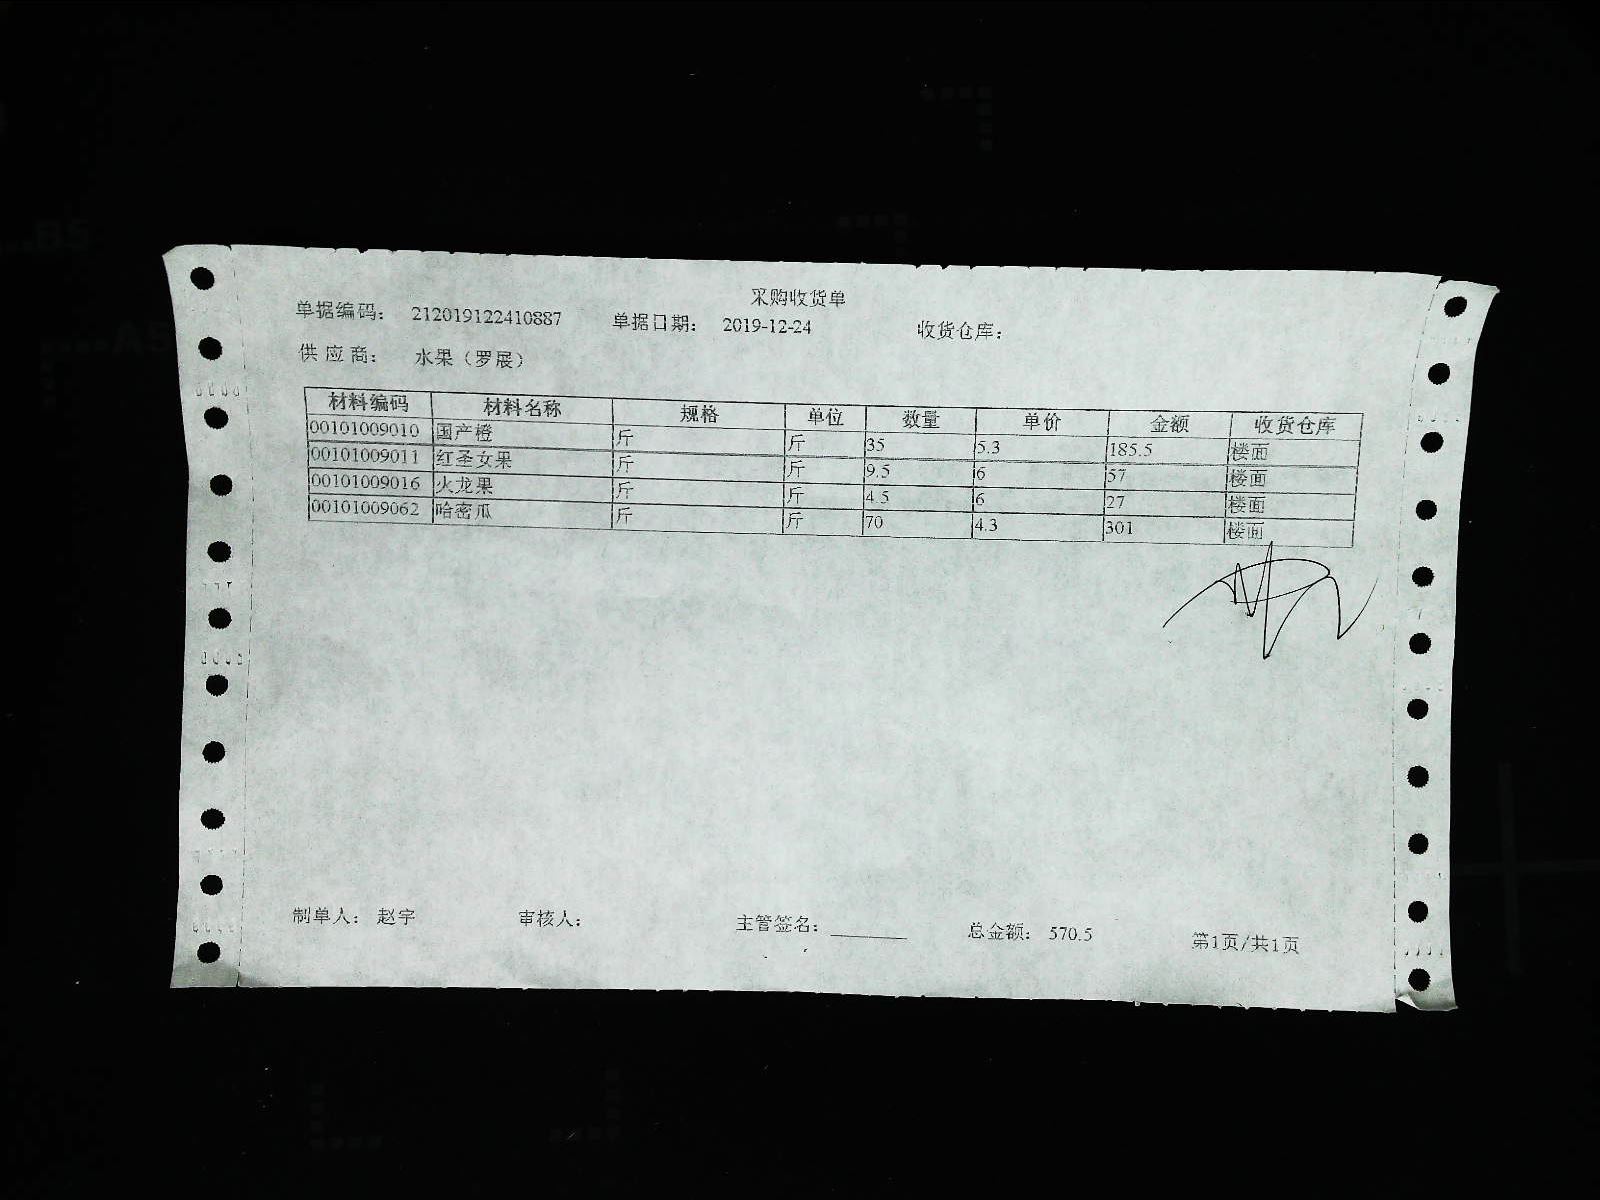 采购收货单
单据编码： 212019122410887 单据日期： 2019-12-24 收货仓库：
供应商： 水果（罗展）
材料编码 材料名称 规格 单位 数量 单价 金额 收货仓库
00101009010 国产橙 斤 斤 35 5.3 185.5 楼面
00101009011 红圣女果 斤 斤 9.5 6 57 楼面
00101009016 火龙果 斤 斤 4.5 6 27 楼面
00101009062 哈密瓜 斤 斤 70 4.3 301 楼面
制单人： 赵宇 审核人： 主管签名： 总金额： 570.5 第1页/共1页